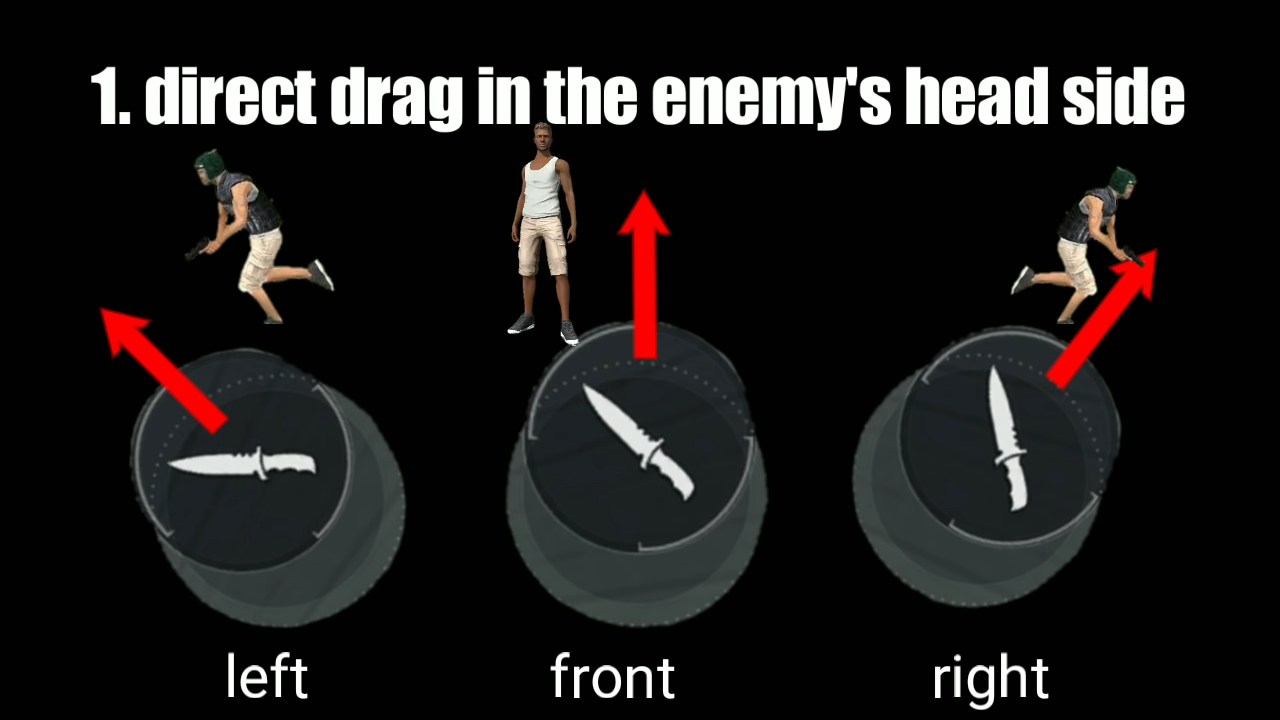 1. direct drag in the enemy's head side
left
front
right